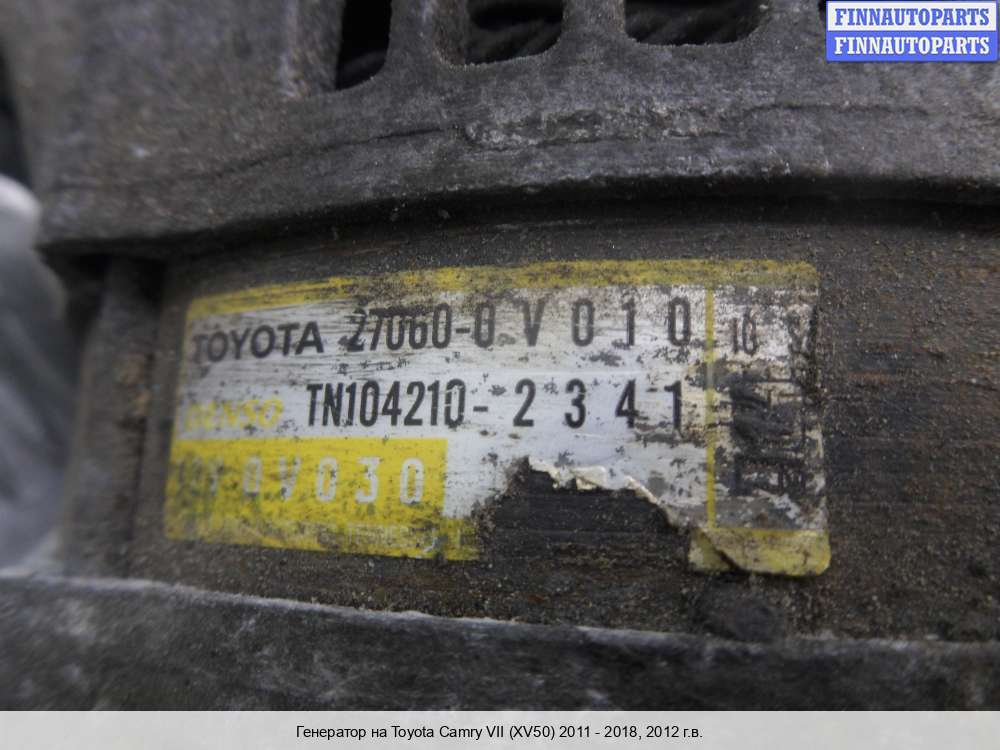 FINNAUTOPARTS
FINNAUTOPARTS
TOYOTA 27060-0V010
DENSO TN104210-2341
0V030
Генератор на Toyota Camry VII (XV50) 2011 - 2018, 2012 г.в.